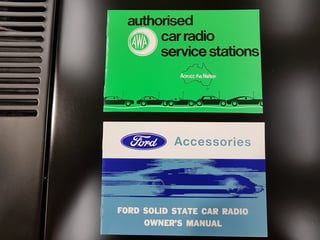 authorised
AWA
car radio
service stations
Across the Nation
Ford
Accessories
FORD SOLID STATE CAR RADIO
OWNER'S MANUAL